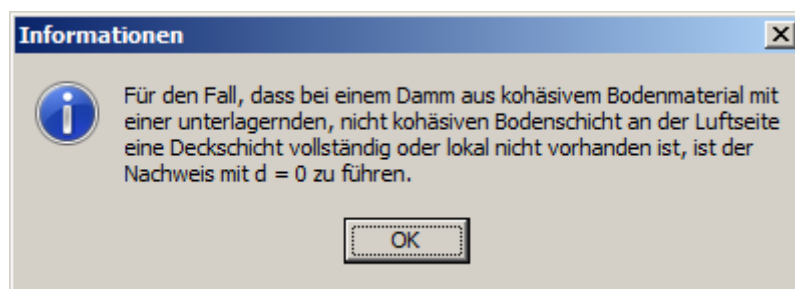 Informationen
Für den Fall, dass bei einem Damm aus kohäsivem Bodenmaterial mit
einer unterlagernden, nicht kohäsiven Bodenschicht an der Luftseite
eine Deckschicht vollständig oder lokal nicht vorhanden ist, ist der
Nachweis mit d = 0 zu führen.
OK